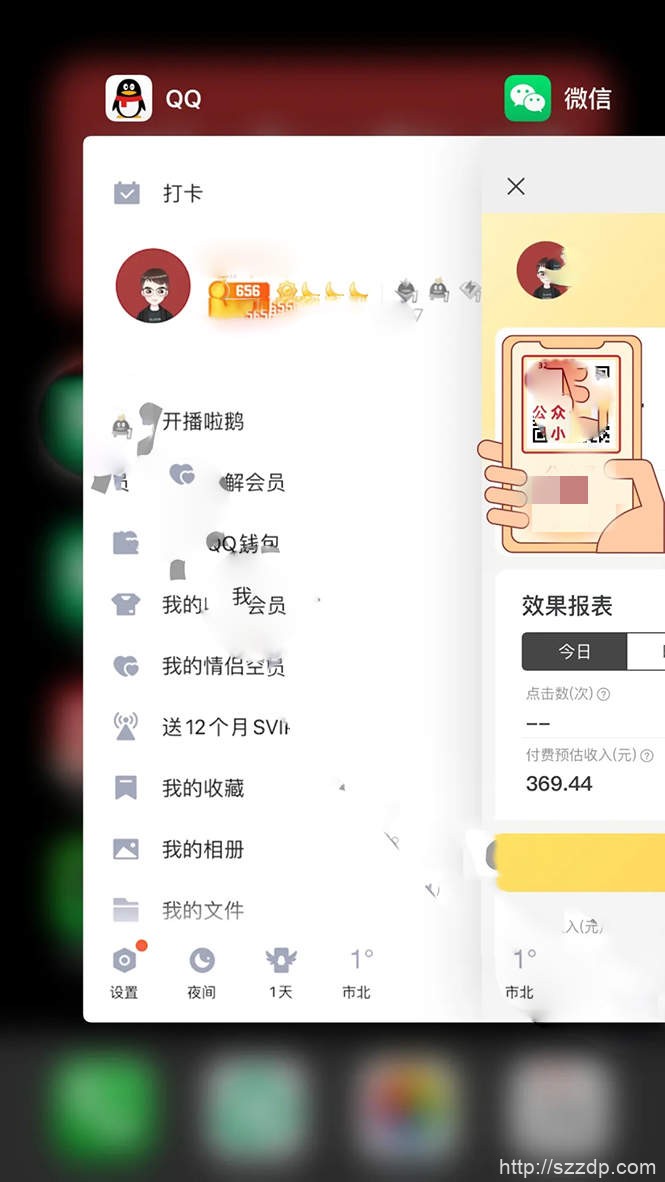 QQ
微信
打卡
656
公众
小
开播啦鹅
解会员
QQ钱包
我的
我
会员
我的情侣空
送12个月SVI
我的收藏
我的相册
我的文件
设置
夜间
1天
1°
市北
效果报表
今日
点击数(次)
--
付费预估收入(元)
369.44
入(元)
1°
市北
http://szzdp.com